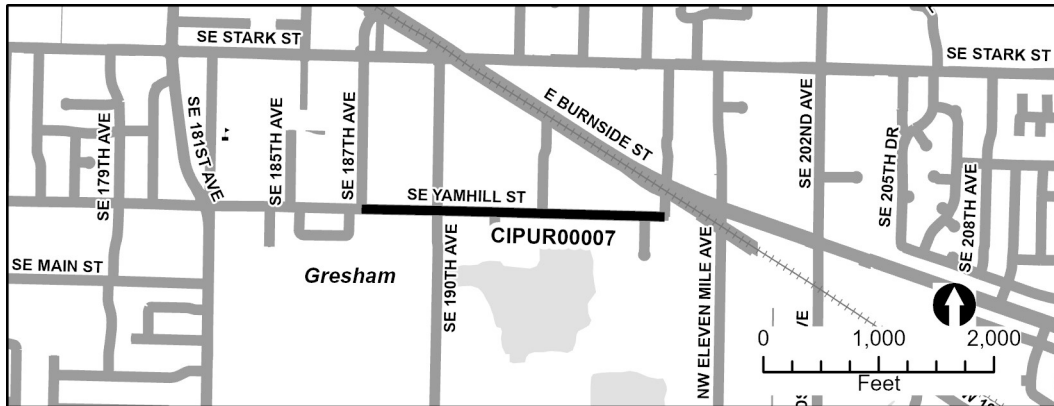 SE STARK ST
SE STARK ST
E BURNSIDE ST
SE 179TH AVE
SE 181ST AVE
SE 185TH AVE
SE 187TH AVE
SE 202ND AVE
SE 205TH DR
SE 208TH AVE
SE YAMHILL ST
CIPUR00007
SE MAIN ST
Gresham
SE 190TH AVE
NW ELEVEN MILE AVE
0 1,000 2,000
Feet